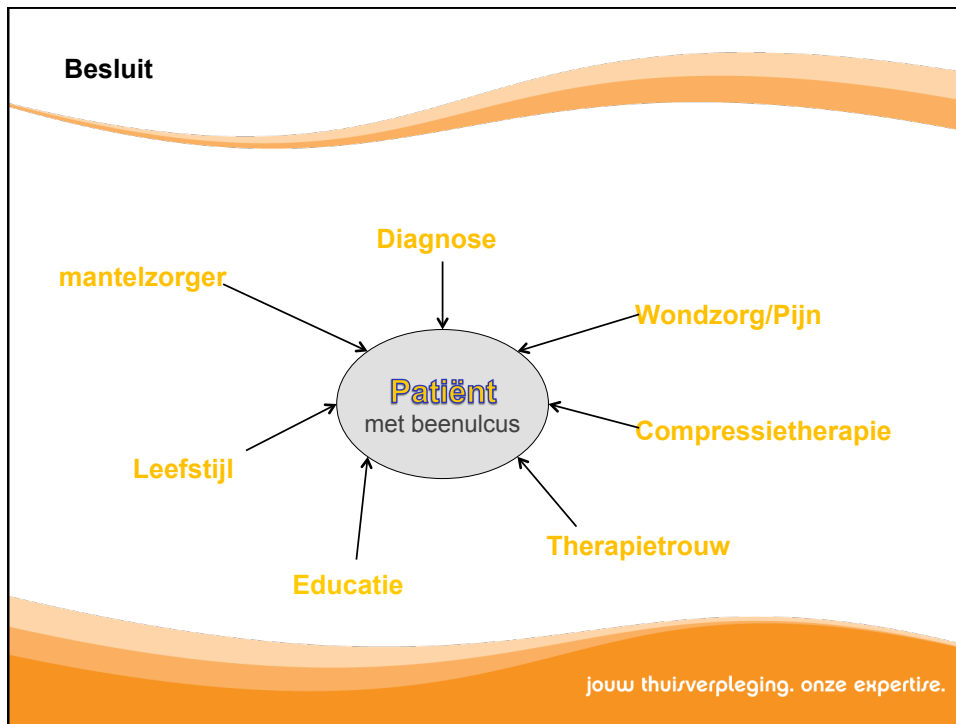 Besluit
Diagnose
mantelzorger
Wondzorg/Pijn
Patiënt
met beenulcus
Compressietherapie
Leefstijl
Therapietrouw
Educatie
jouw thuisverpleging. onze expertise.